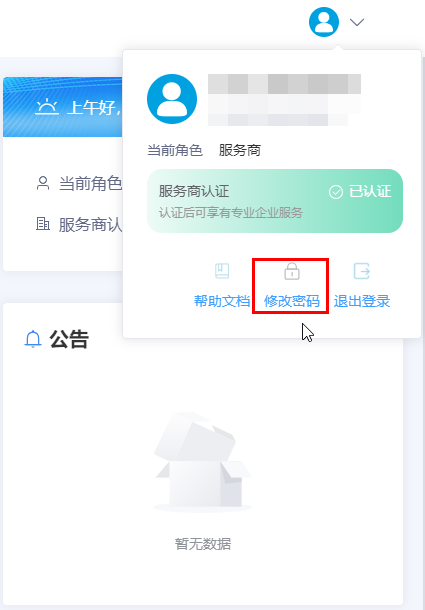 上午好，
当前角色 服务商
服务商认证 已认证
认证后可享有专业企业服务
当前角色
服务商认
帮助文档 修改密码 退出登录
公告
暂无数据